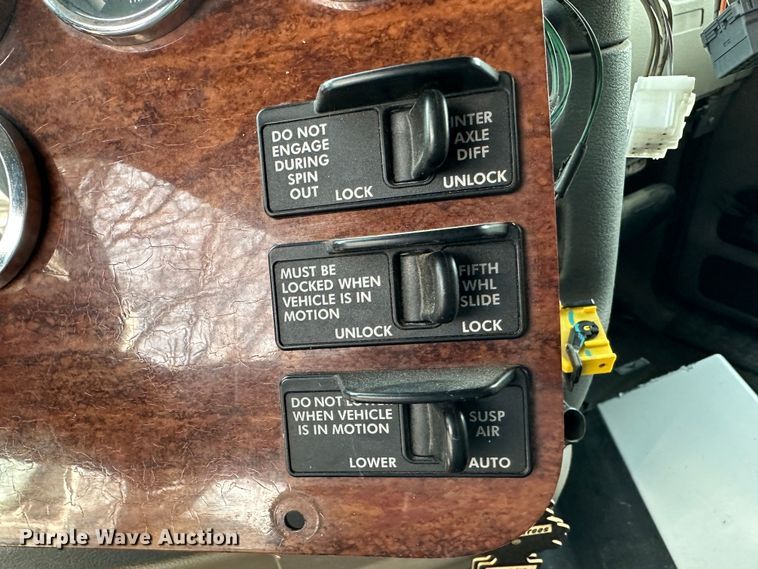 DO NOT
ENGAGE
DURING
SPIN
OUT
LOCK
INTER
AXLE
DIFF
UNLOCK
MUST BE
LOCKED WHEN
VEHICLE IS IN
MOTION
UNLOCK
FIFTH
WHL
SLIDE
LOCK
DO NOT LOWER
WHEN VEHICLE
IS IN MOTION
LOWER
SUSP
AIR
AUTO
Purple Wave Auction